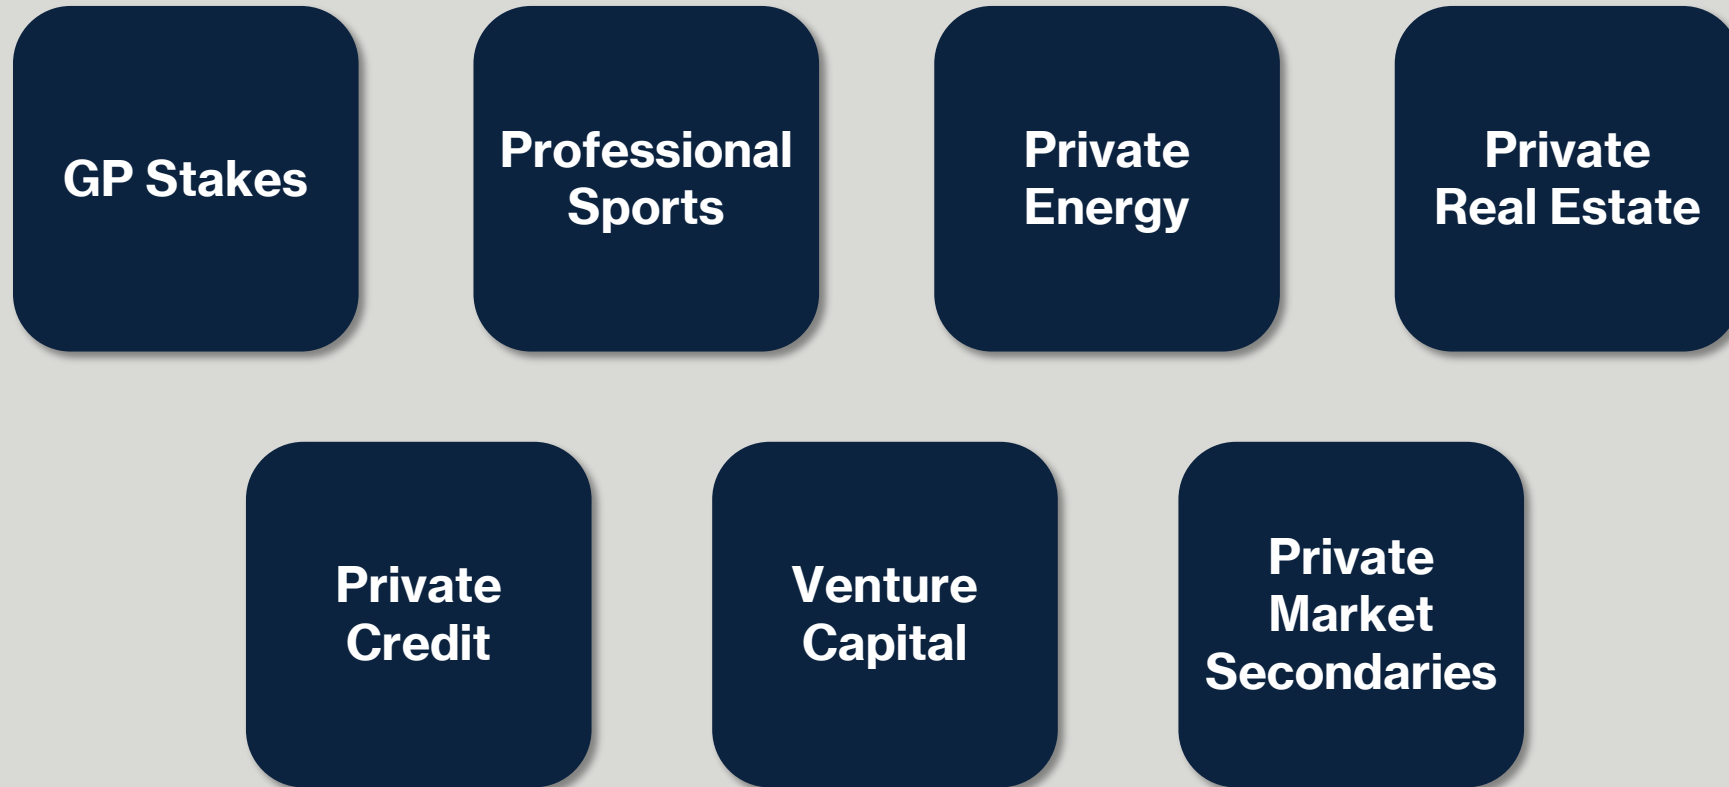 GP Stakes
Professional
Sports
Private
Energy
Private
Real Estate
Private
Credit
Venture
Capital
Private
Market
Secondaries